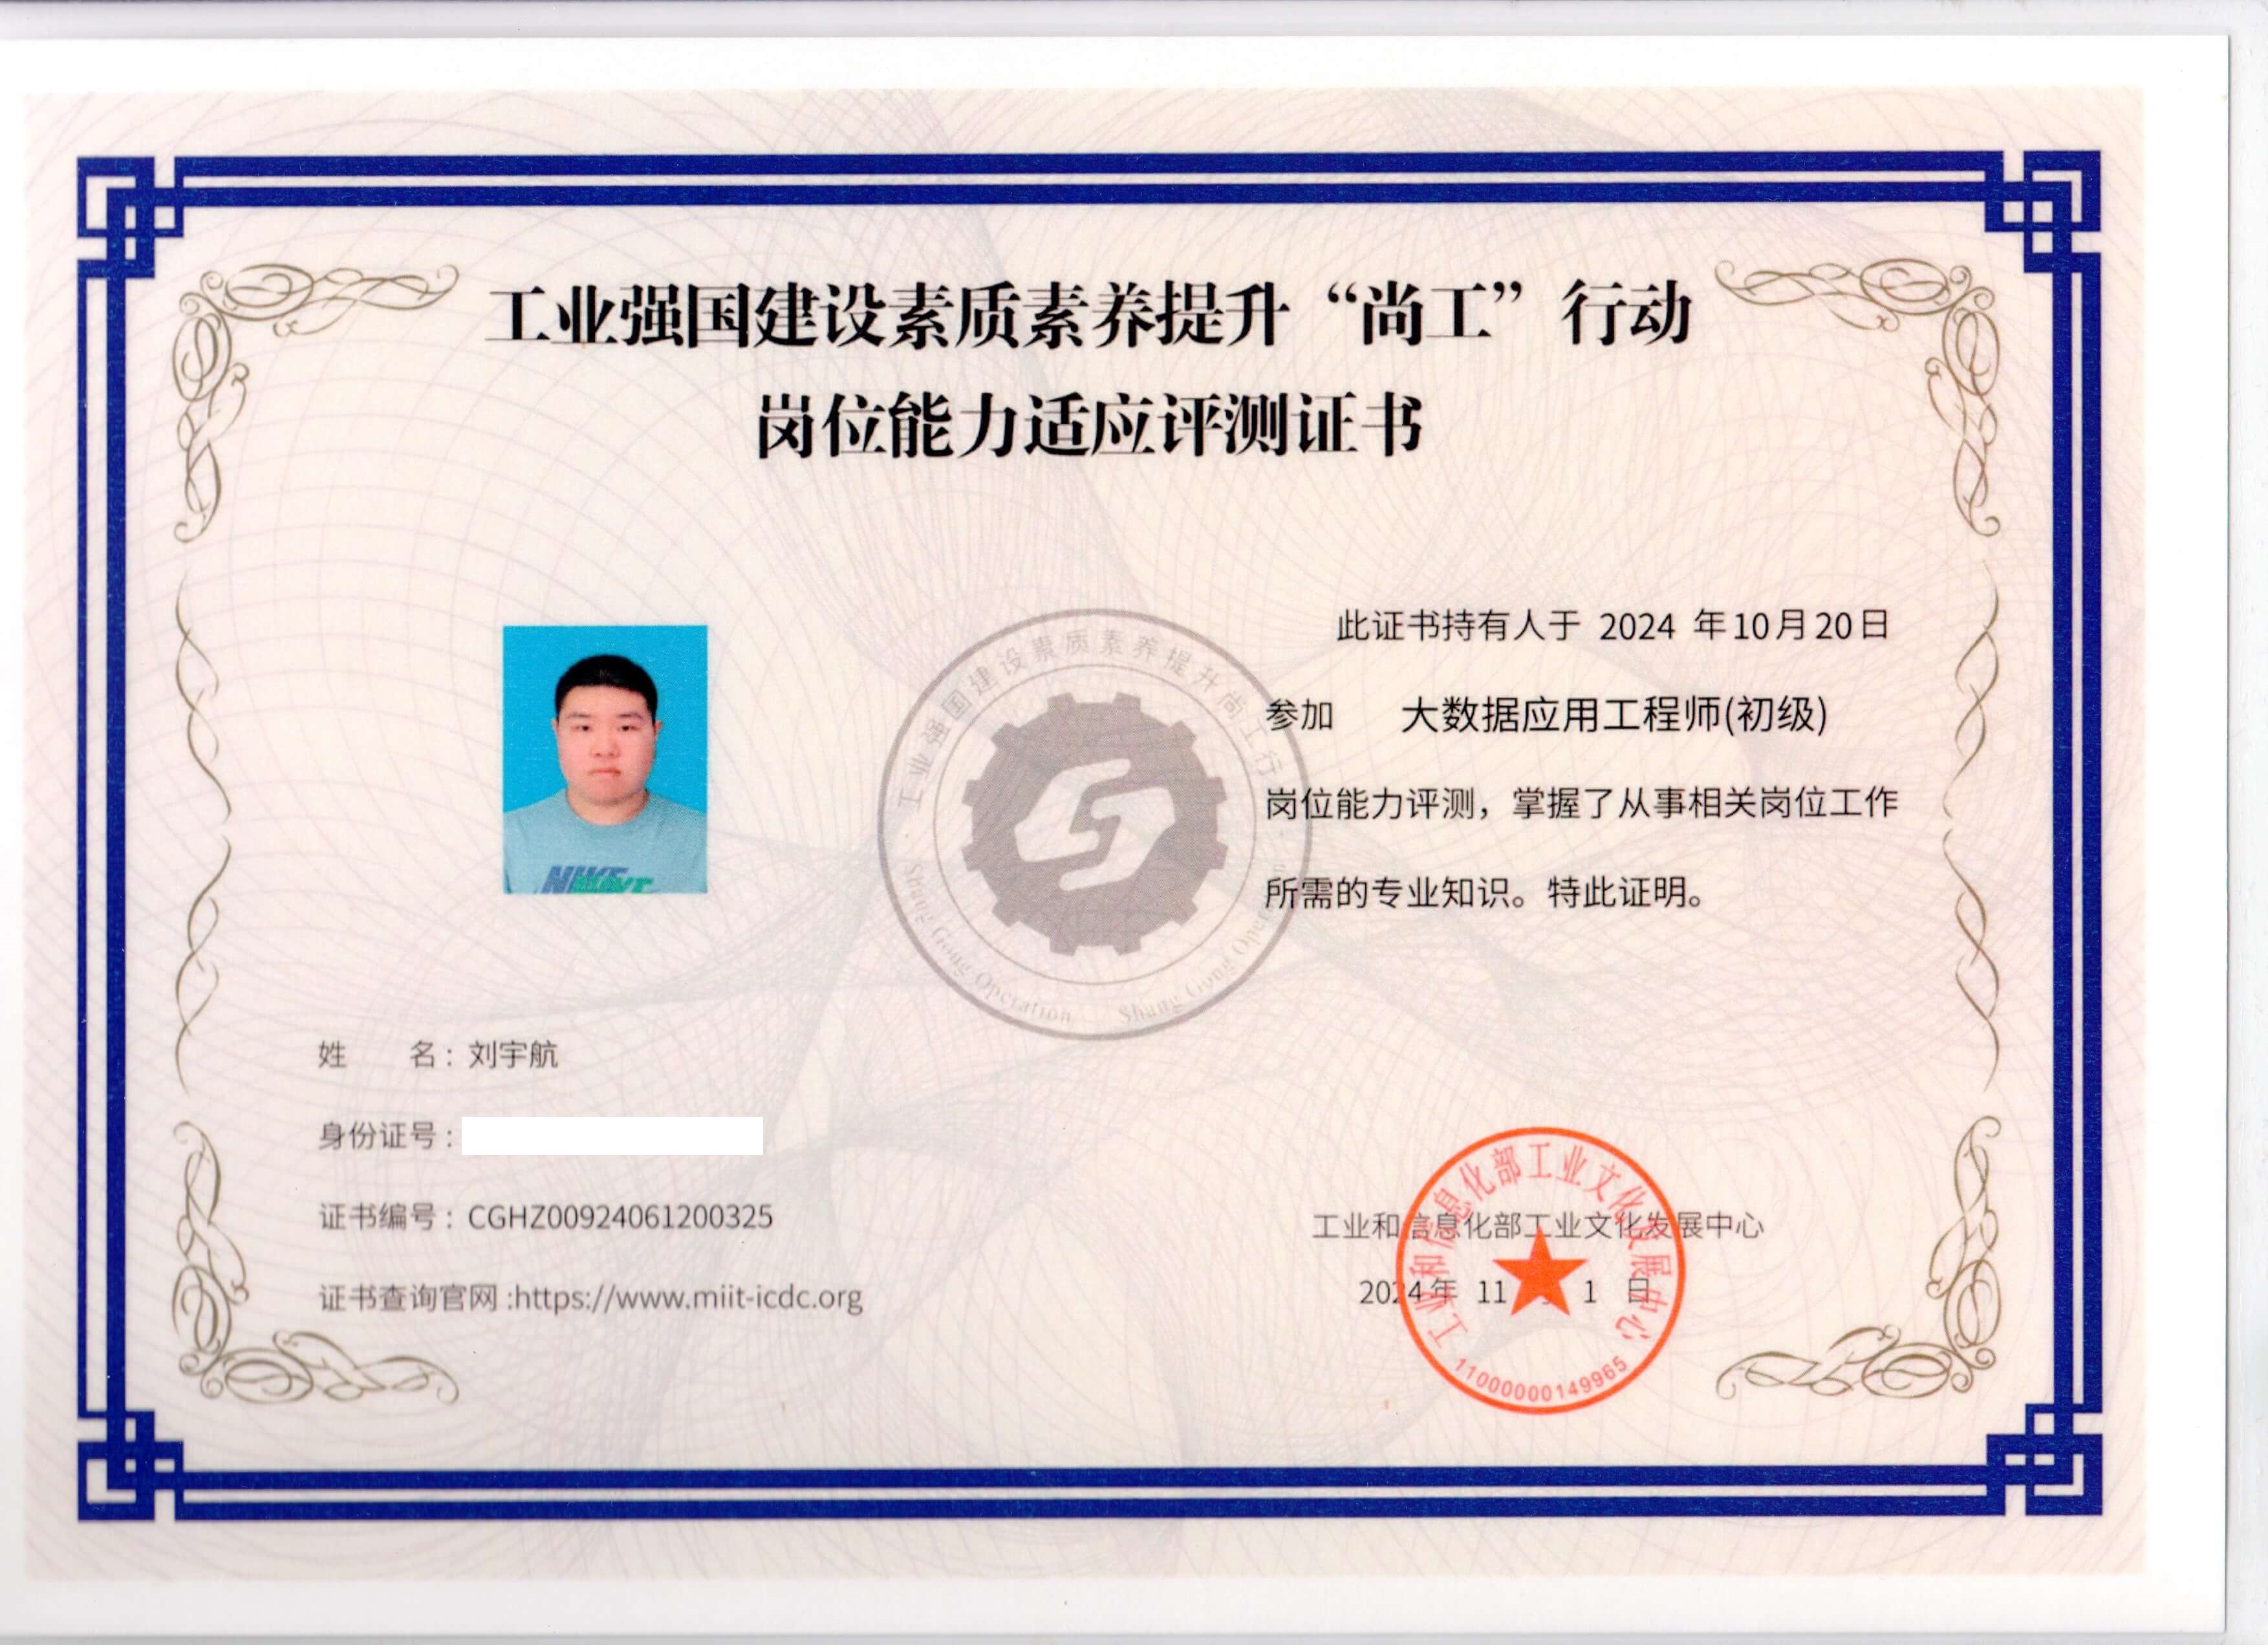 工业强国建设素质素养提升“尚工”行动
岗位能力适应评测证书
此证书持有人于 2024 年10月20日
参加 大数据应用工程师(初级)
岗位能力评测，掌握了从事相关岗位工作
所需的专业知识。特此证明。
工业强国建设素质素养提升尚工行
Shang Gong Operation
Shang Gong Ope
NIKE
姓 名：刘宇航
身份证号：
证书编号：CGHZ00924061200325
证书查询官网:https://www.miit-icdc.org
工业和信息化部工业文化发展中心
2024年 11 1 日
工业和信息化部工业文化发展中心
11000000149965